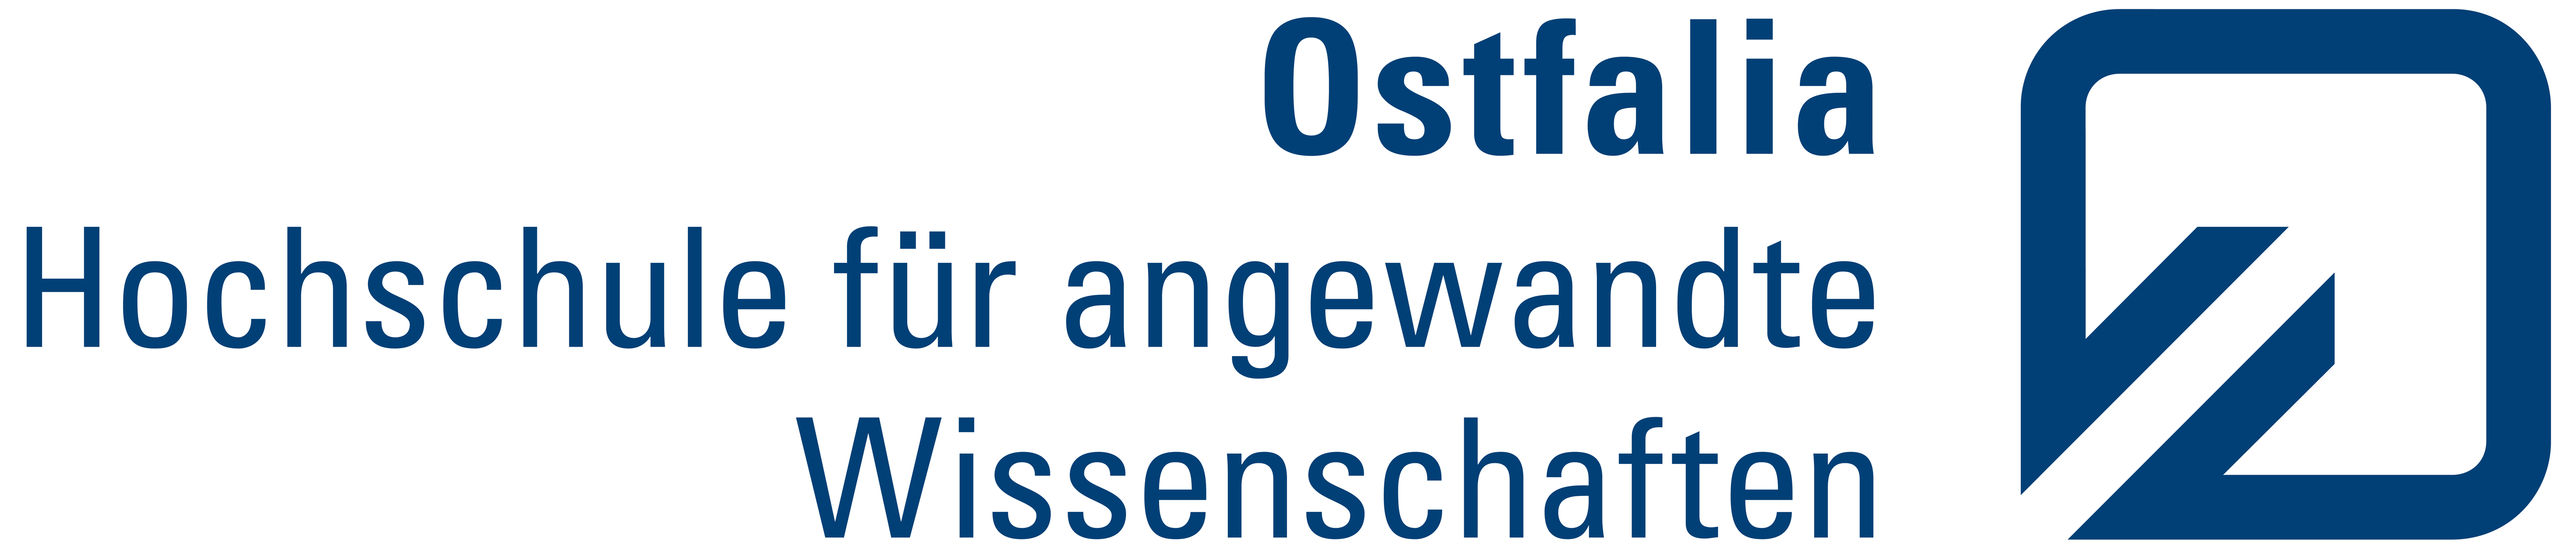 Ostfalia
Hochschule für angewandte
Wissenschaften